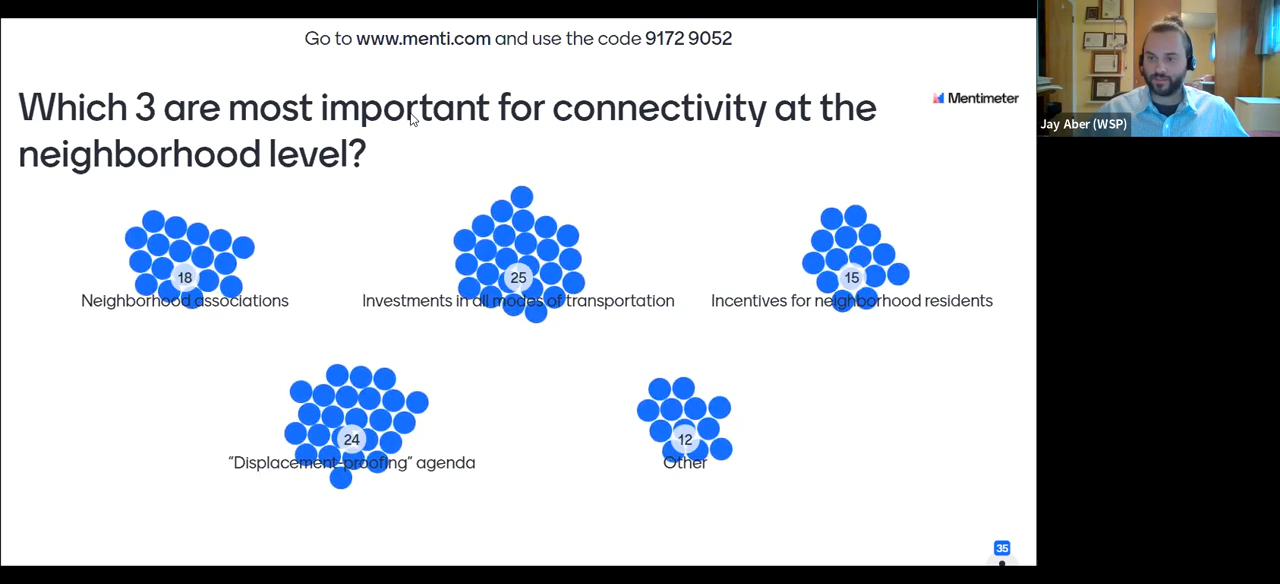 Go to www.menti.com and use the code 9172 9052
Which 3 are most important for connectivity at the
neighborhood level?
Mentimeter
Jay Aber (WSP)
18
Neighborhood associations
25
Investments in all modes of transportation
15
Incentives for neighborhood residents
24
“Displacement-proofing” agenda
12
Other
35